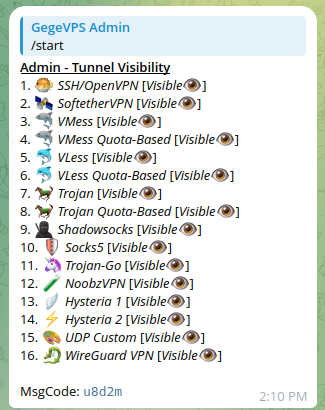 GegeVPS Admin
/start
Admin - Tunnel Visibility
1. 🐡 SSH/OpenVPN [Visible👁️]
2. 🛰️ SoftetherVPN [Visible👁️]
3. 🦈 VMess [Visible👁️]
4. 🦈 VMess Quota-Based [Visible👁️]
5. 🐬 VLess [Visible👁️]
6. 🐬 VLess Quota-Based [Visible👁️]
7. 🐎 Trojan [Visible👁️]
8. 🐎 Trojan Quota-Based [Visible👁️]
9. 🥷 Shadowsocks [Visible👁️]
10. 🛡️ Socks5 [Visible👁️]
11. 🦄 Trojan-Go [Visible👁️]
12. 🧪 NoobzVPN [Visible👁️]
13. 🪽 Hysteria 1 [Visible👁️]
14. ⚡ Hysteria 2 [Visible👁️]
15. 🎨 UDP Custom [Visible👁️]
16. 🐉 WireGuard VPN [Visible👁️]
MsgCode: u8d2m
2:10 PM